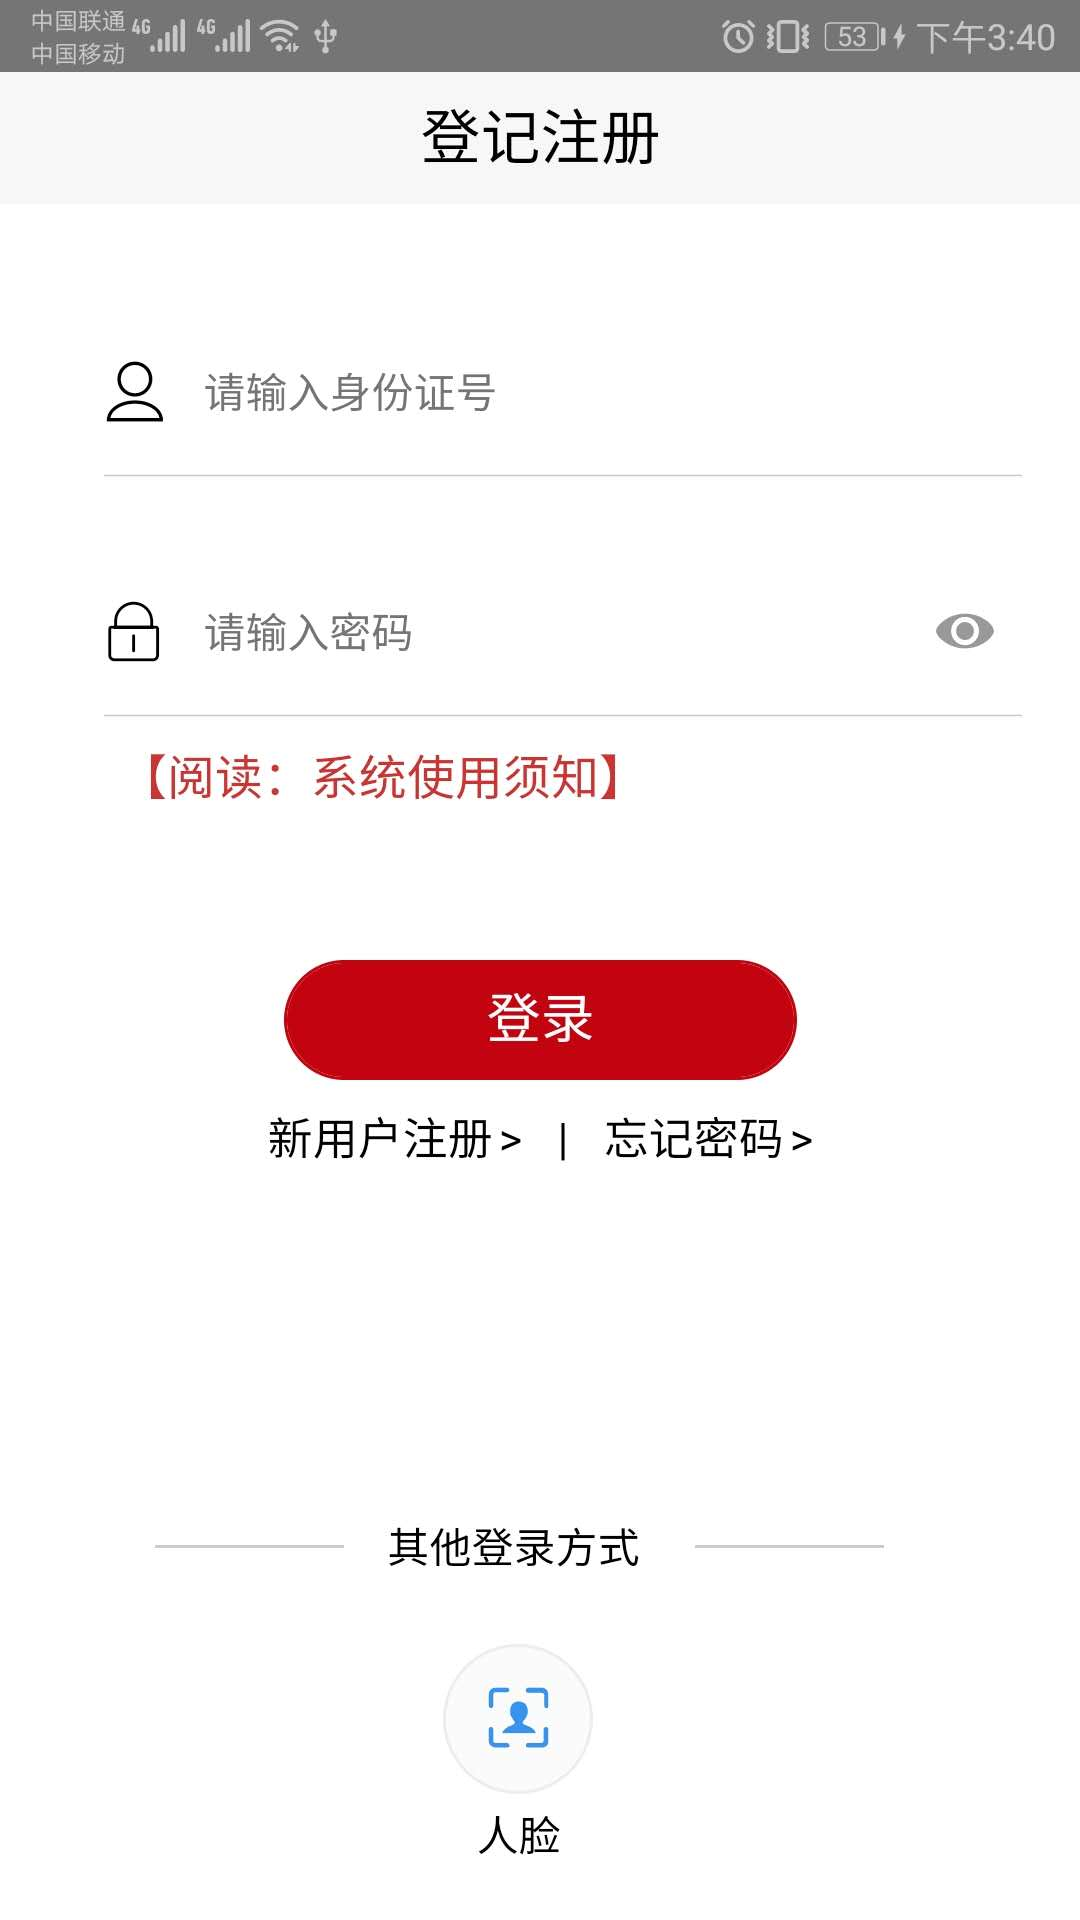 中国联通 4G 4G 53 下午3:40
中国移动
登记注册
请输入身份证号
请输入密码
【阅读：系统使用须知】
登录
新用户注册> | 忘记密码>
其他登录方式
人脸